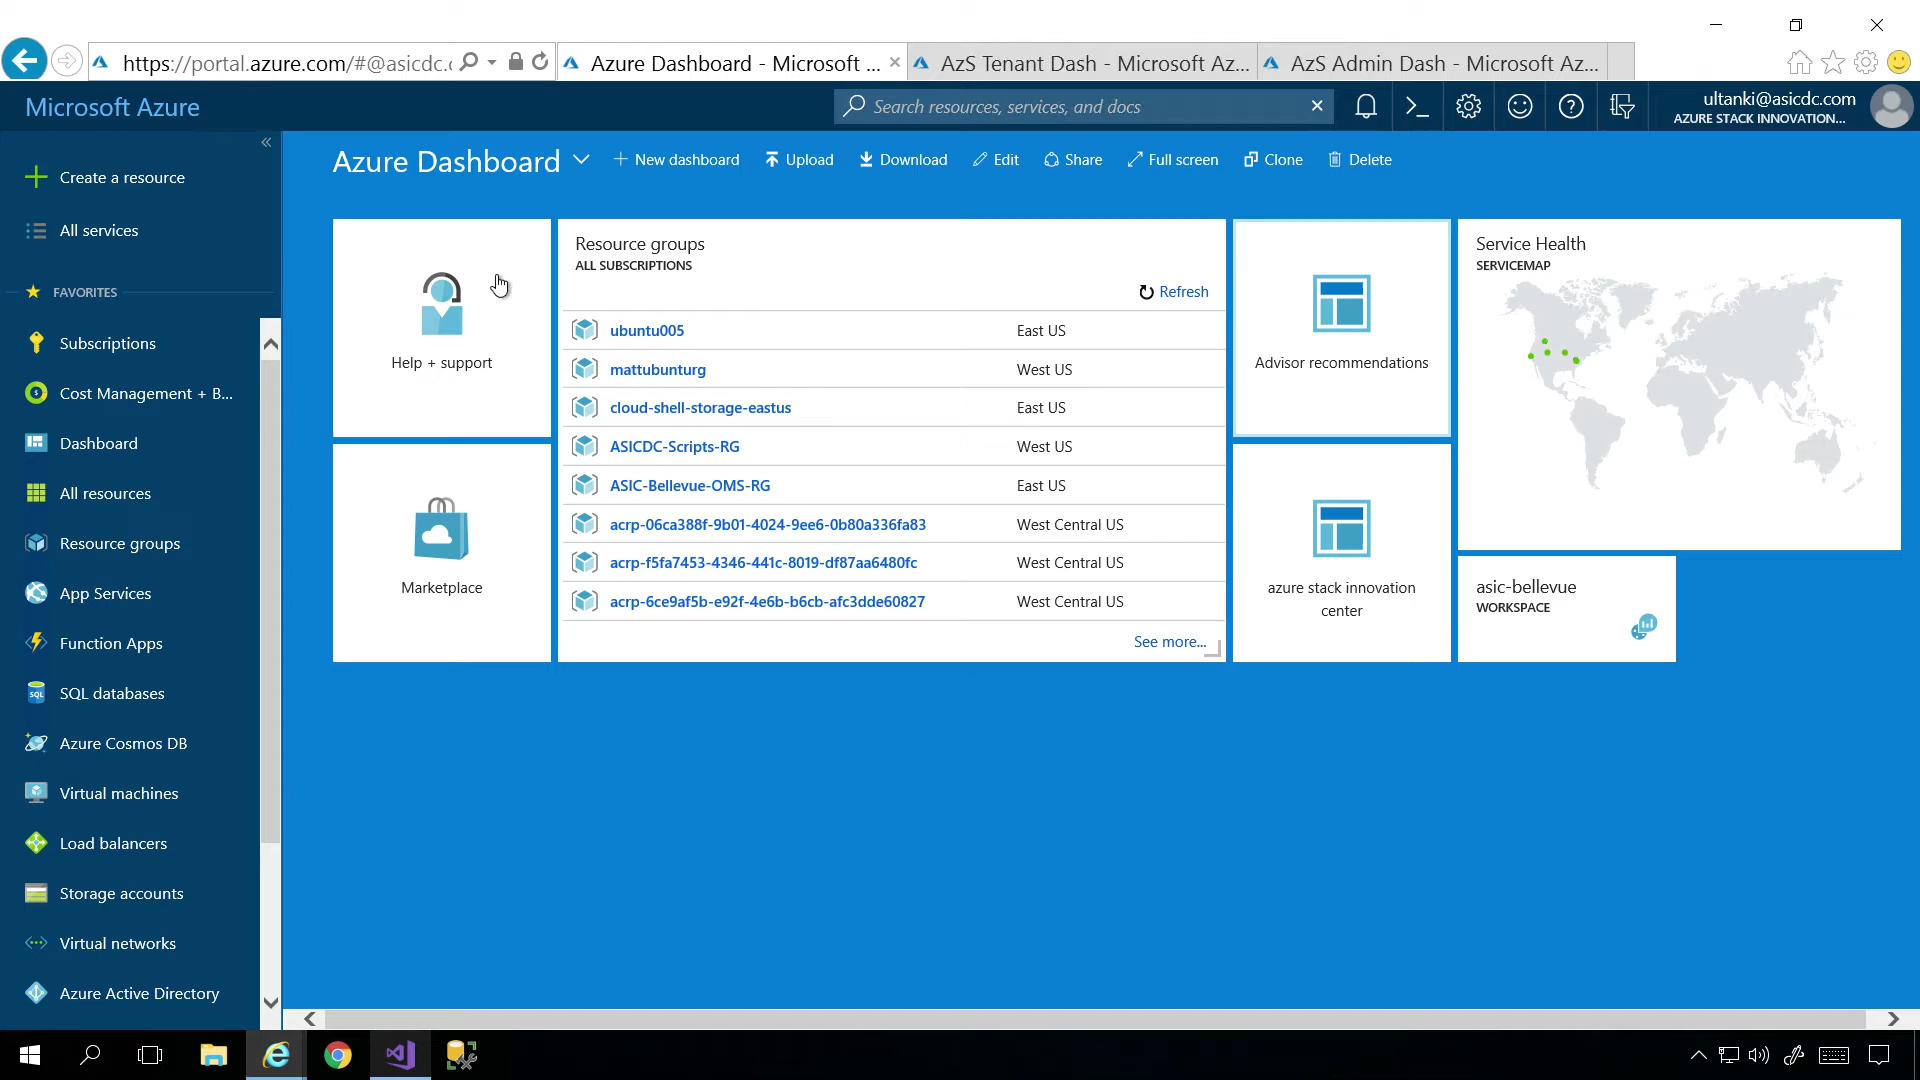 https://portal.azure.com/#@asicdc.c
Azure Dashboard - Microsoft ...
AzS Tenant Dash - Microsoft Az...
AzS Admin Dash - Microsoft Az...
Microsoft Azure
Search resources, services, and docs
ultanki@asicdc.com
AZURE STACK INNOVATION...
Create a resource
All services
FAVORITES
Subscriptions
Cost Management + B...
Dashboard
All resources
Resource groups
App Services
Function Apps
SQL
SQL databases
Azure Cosmos DB
Virtual machines
Load balancers
Storage accounts
Virtual networks
Azure Active Directory
Azure Dashboard
New dashboard
Upload
Download
Edit
Share
Full screen
Clone
Delete
Help + support
Marketplace
Resource groups
ALL SUBSCRIPTIONS
Refresh
ubuntu005 East US
mattubunturg West US
cloud-shell-storage-eastus East US
ASICDC-Scripts-RG West US
ASIC-Bellevue-OMS-RG East US
acrp-06ca388f-9b01-4024-9ee6-0b80a336fa83 West Central US
acrp-f5fa7453-4346-441c-8019-df87aa6480fc West Central US
acrp-6ce9af5b-e92f-4e6b-b6cb-afc3dde60827 West Central US
See more...
Advisor recommendations
azure stack innovation
center
Service Health
SERVICEMAP
asic-bellevue
WORKSPACE